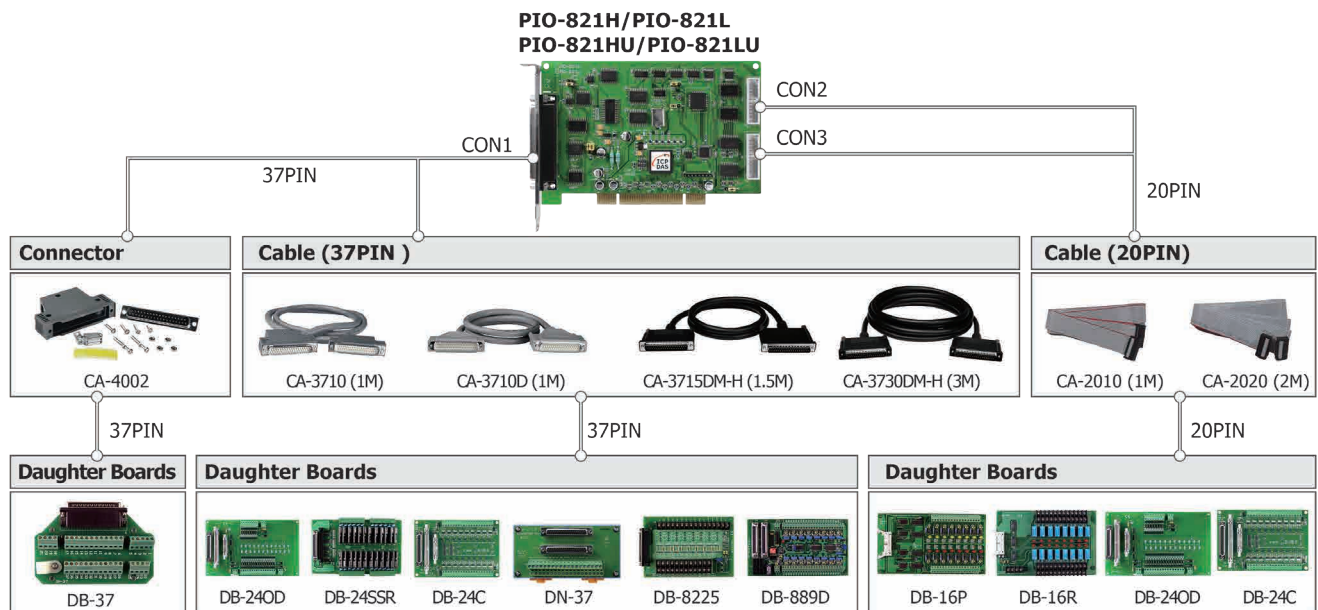 PIO-821H/PIO-821L
PIO-821HU/PIO-821LU
CON2
CON1
CON3
ICP
DAS
37PIN
20PIN
Connector
Cable (37PIN )
Cable (20PIN)
CA-4002
CA-3710 (1M)
CA-3710D (1M)
CA-3715DM-H (1.5M)
CA-3730DM-H (3M)
CA-2010 (1M)
CA-2020 (2M)
37PIN
37PIN
20PIN
Daughter Boards
Daughter Boards
Daughter Boards
DB-37
DB-24OD
DB-24SSR
DB-24C
DN-37
DB-8225
DB-889D
DB-16P
DB-16R
DB-24OD
DB-24C